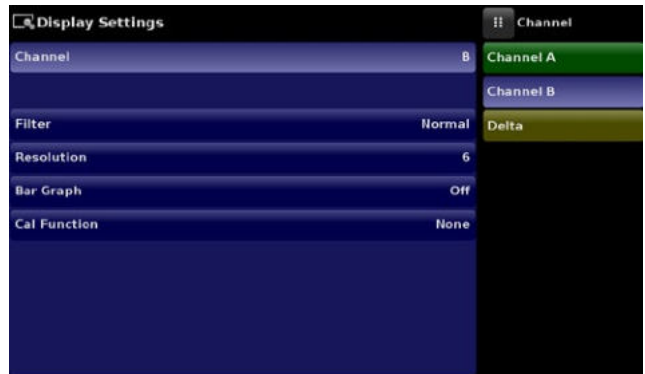 Display Settings
Channel B
Filter Normal
Resolution 6
Bar Graph Off
Cal Function None
Channel
Channel A
Channel B
Delta